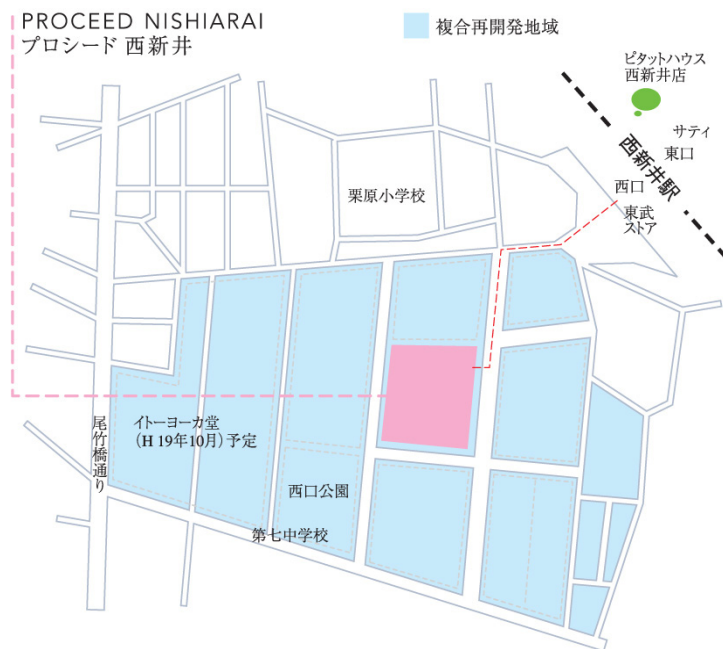 PROCEED NISHIARAI
プロシード 西新井
複合再開発地域
ピタットハウス
西新井店
サティ
東口
西新井駅
西口
東武
ストア
栗原小学校
イトーヨーカ堂
（H 19年10月）予定
尾竹橋通り
西口公園
第七中学校